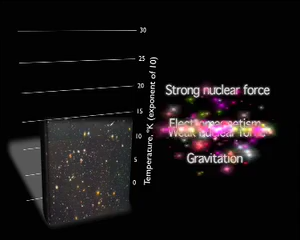 30
25
20
15
10
5
0
Temperature, °K (exponent of 10)
Strong nuclear force
Electromagnetism
Weak nuclear force
Gravitation